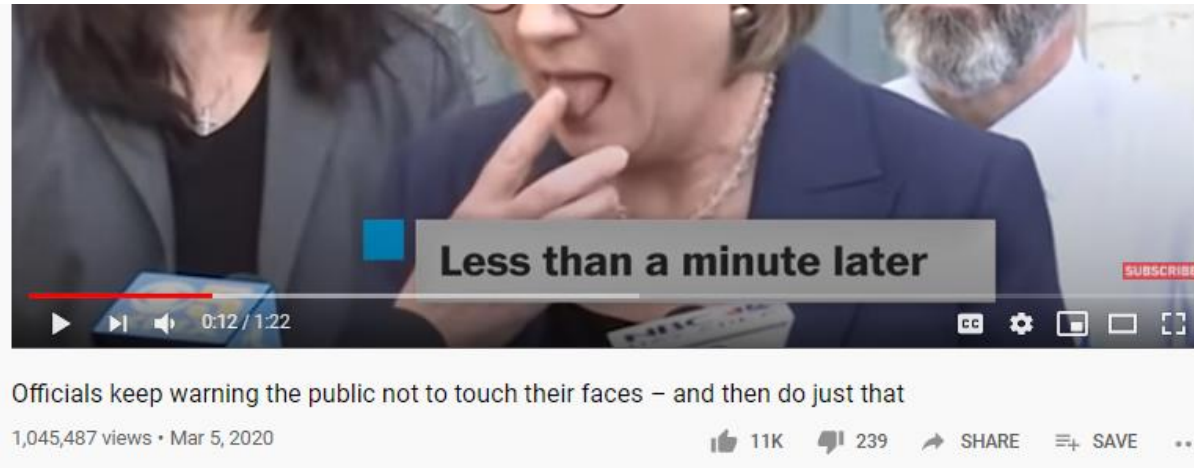 Less than a minute later
SUBSCRIBE
0:12 / 1:22
CC
Officials keep warning the public not to touch their faces – and then do just that
1,045,487 views • Mar 5, 2020 11K 239 SHARE SAVE